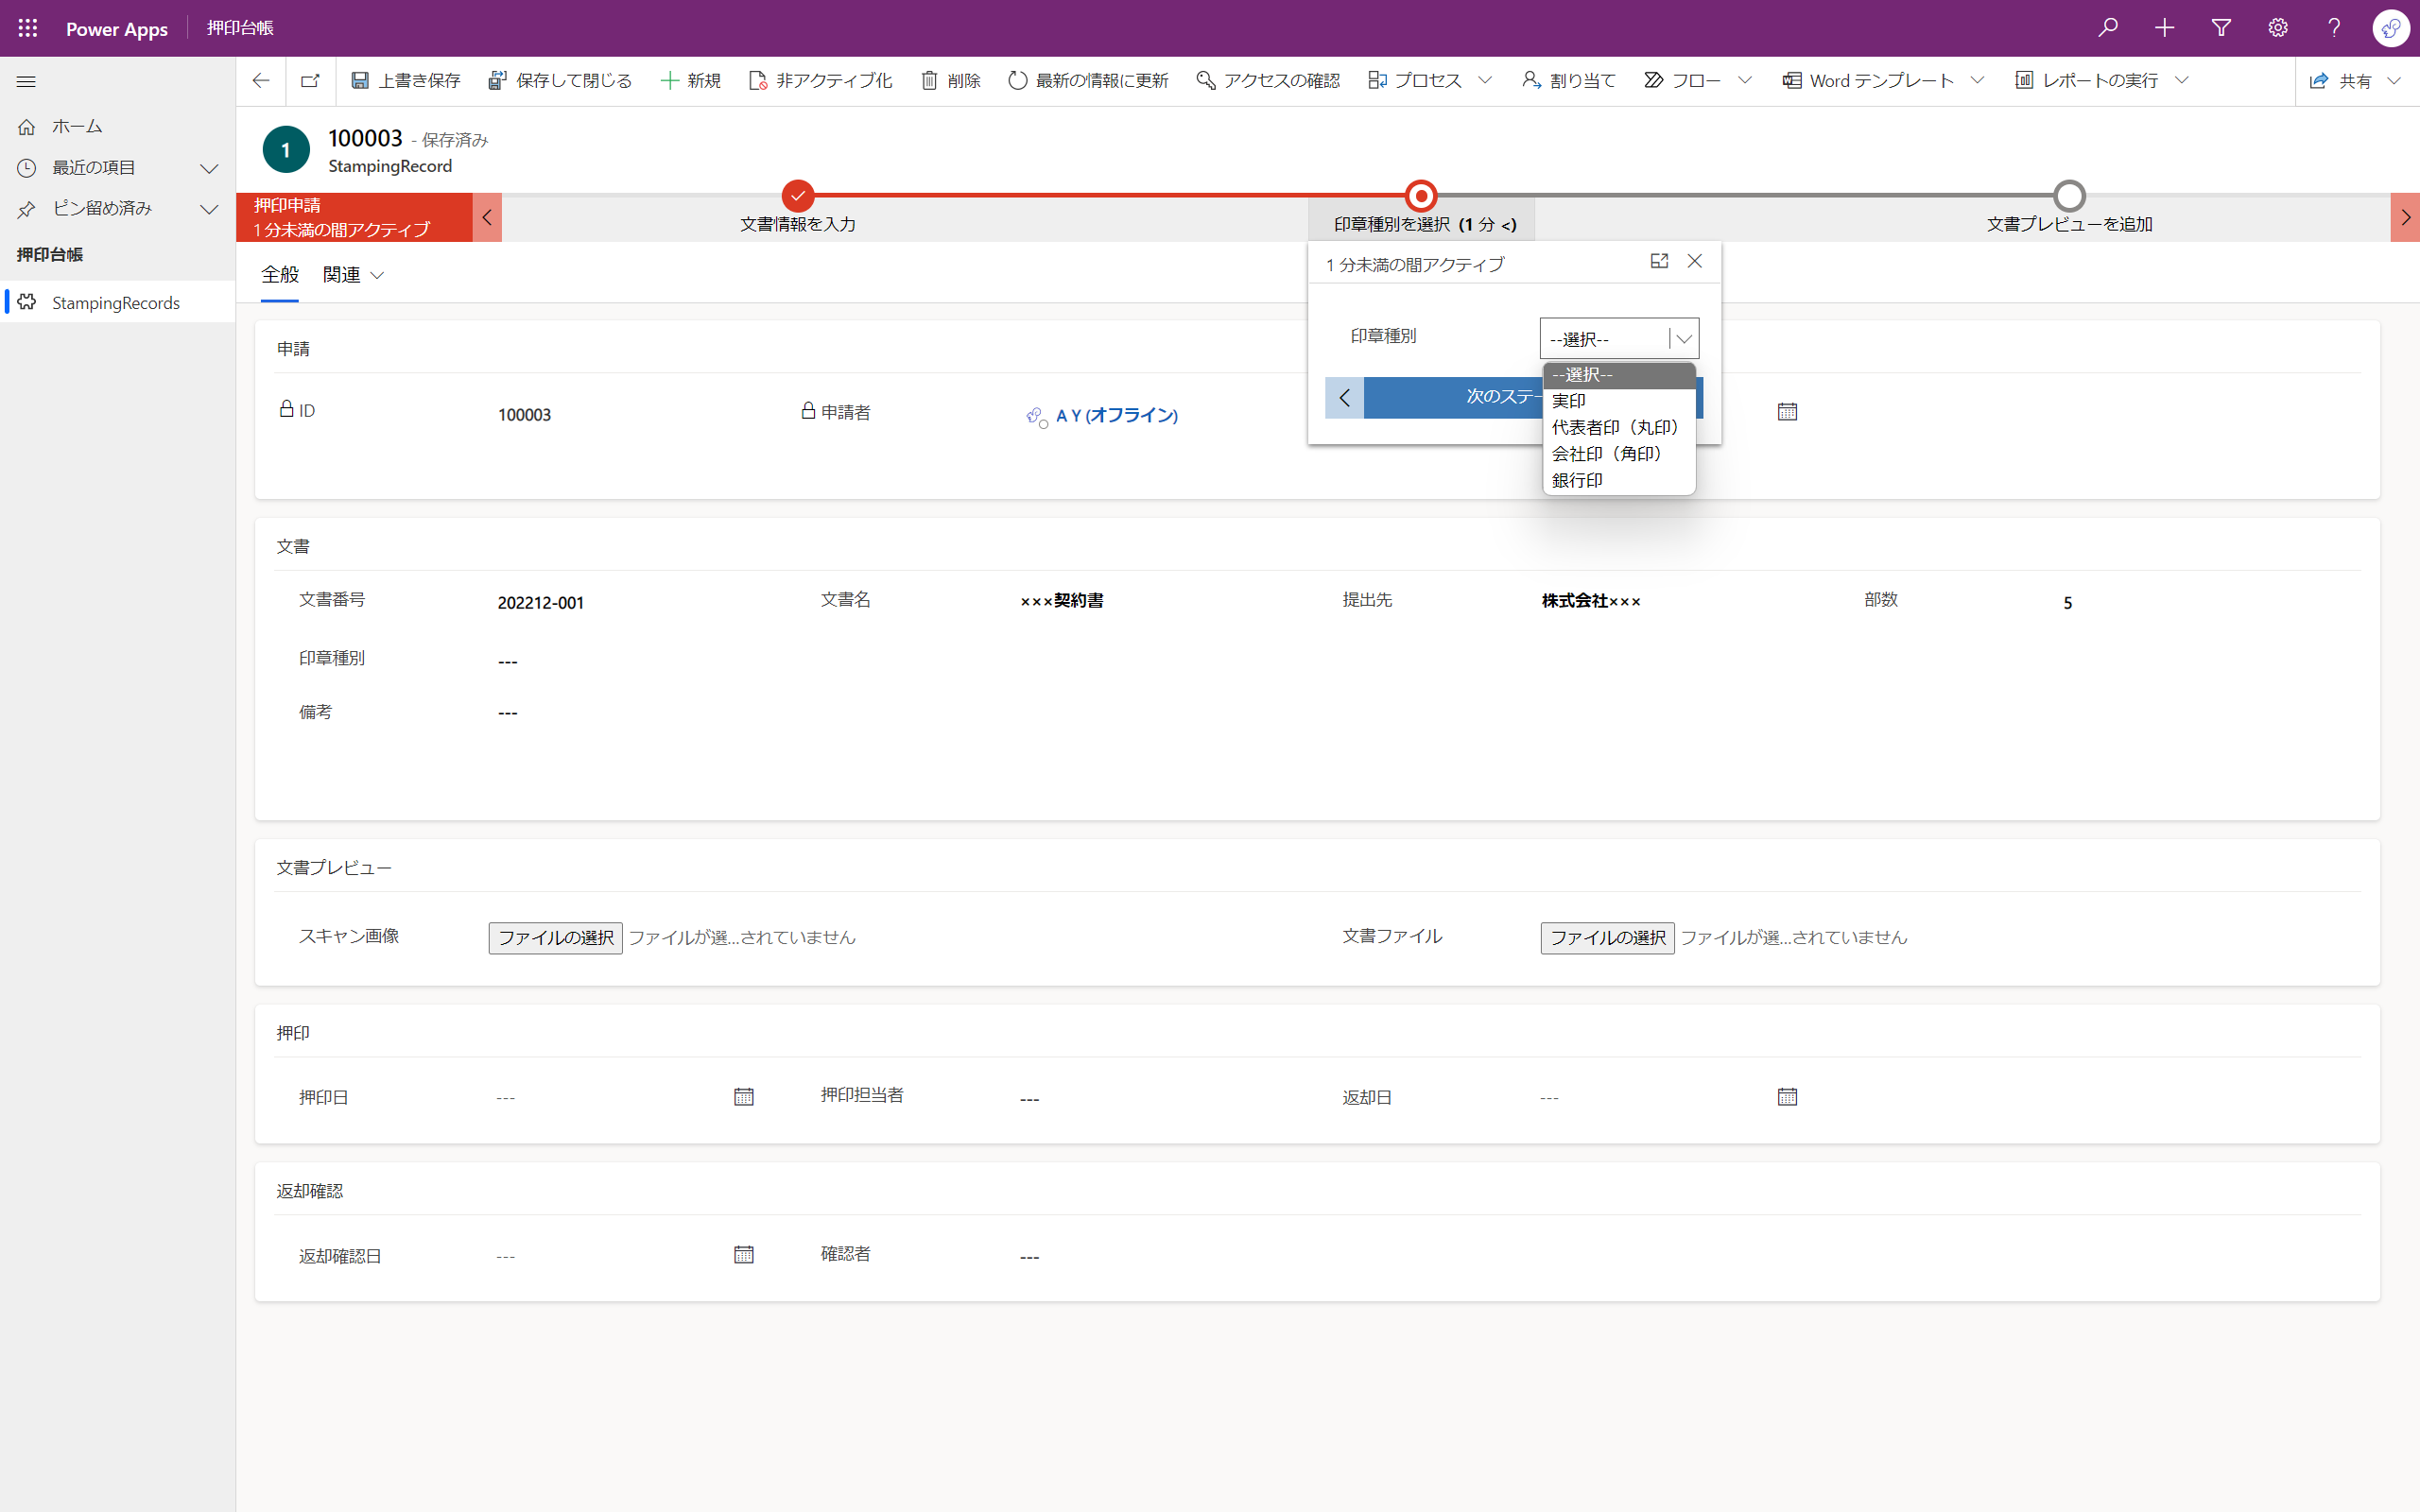 Power Apps 押印台帳
上書き保存 保存して閉じる 新規 非アクティブ化 削除 最新の情報に更新 アクセスの確認 プロセス 割り当て フロー Word テンプレート レポートの実行 共有
ホーム
最近の項目
ピン留め済み
押印台帳
StampingRecords
1
100003 - 保存済み
StampingRecord
押印申請
1 分未満の間アクティブ
文書情報を入力
印章種別を選択 (1 分 <)
文書プレビューを追加
全般 関連
1 分未満の間アクティブ
印章種別 --選択--
次のステー
--選択--
実印
代表者印（丸印）
会社印（角印）
銀行印
申請
ID 100003 申請者 A Y (オフライン)
文書
文書番号 202212-001 文書名 ×××契約書 提出先 株式会社××× 部数 5
印章種別 ---
備考 ---
文書プレビュー
スキャン画像 ファイルの選択 ファイルが選...されていません 文書ファイル ファイルの選択 ファイルが選...されていません
押印
押印日 --- 押印担当者 --- 返却日 ---
返却確認
返却確認日 --- 確認者 ---